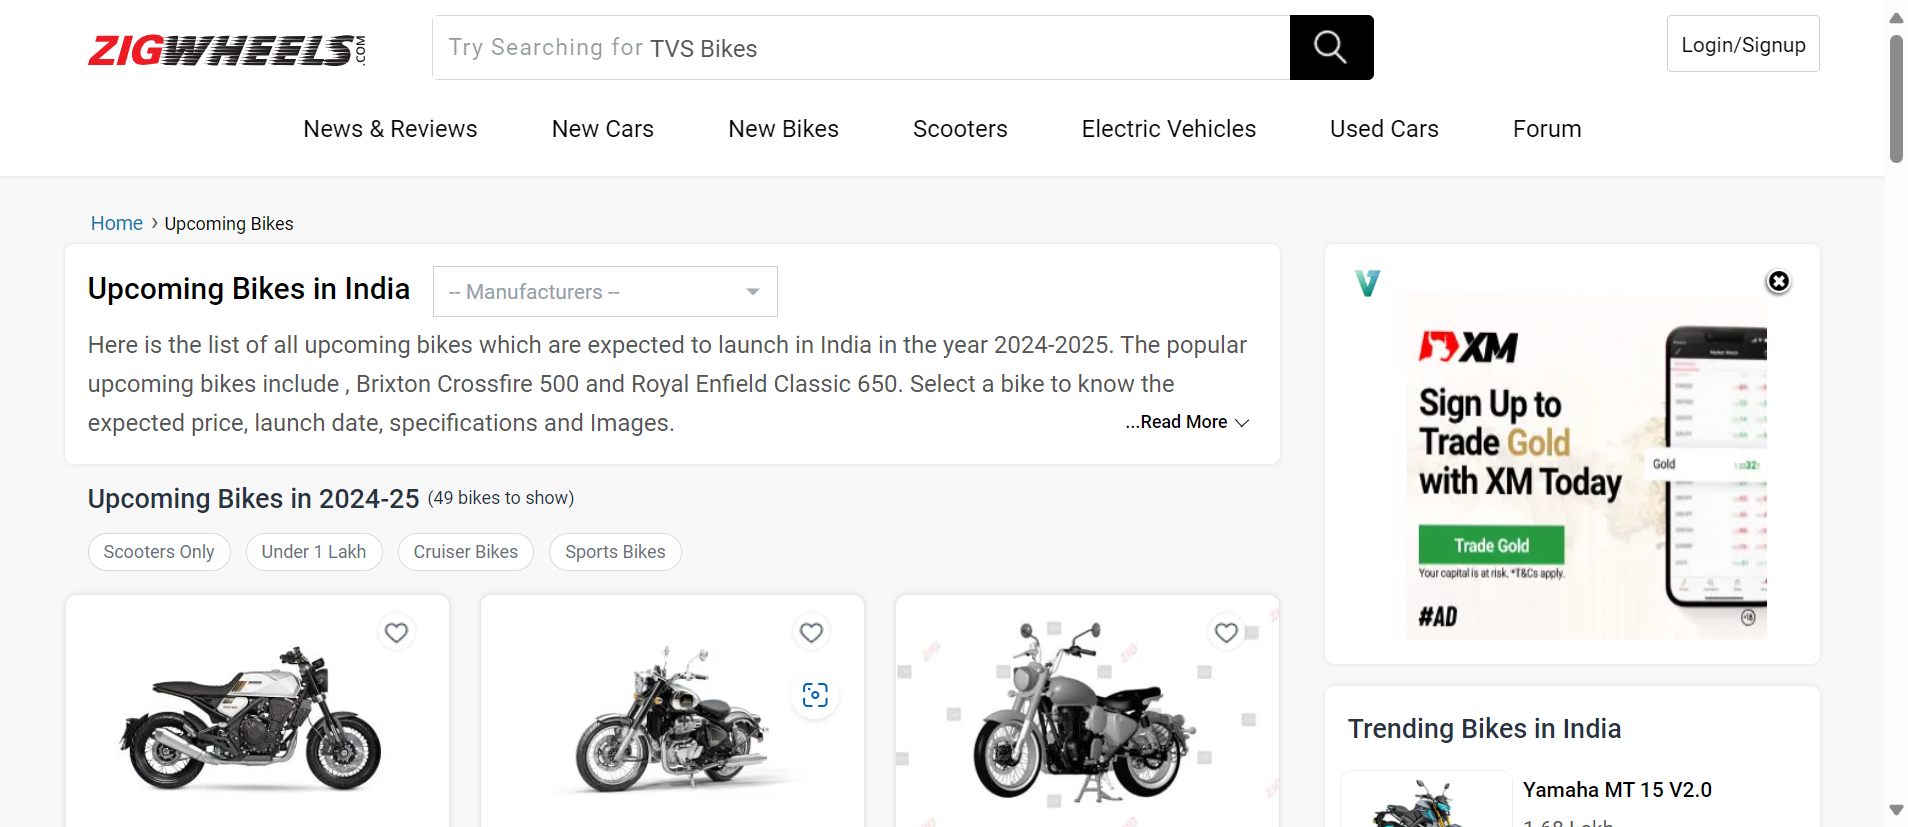 ZIGWHEELS.COM
Try Searching for TVS Bikes
Login/Signup
News & Reviews
New Cars
New Bikes
Scooters
Electric Vehicles
Used Cars
Forum
Home › Upcoming Bikes
Upcoming Bikes in India
-- Manufacturers --
Here is the list of all upcoming bikes which are expected to launch in India in the year 2024-2025. The popular
upcoming bikes include , Brixton Crossfire 500 and Royal Enfield Classic 650. Select a bike to know the
expected price, launch date, specifications and Images.
...Read More
Upcoming Bikes in 2024-25 (49 bikes to show)
Scooters Only
Under 1 Lakh
Cruiser Bikes
Sports Bikes
ZIG
ZIG
ZIG
XM
Sign Up to
Trade Gold
with XM Today
Trade Gold
Your capital is at risk. *T&Cs apply.
#AD
Gold
Trending Bikes in India
Yamaha MT 15 V2.0
1.68 Lakh